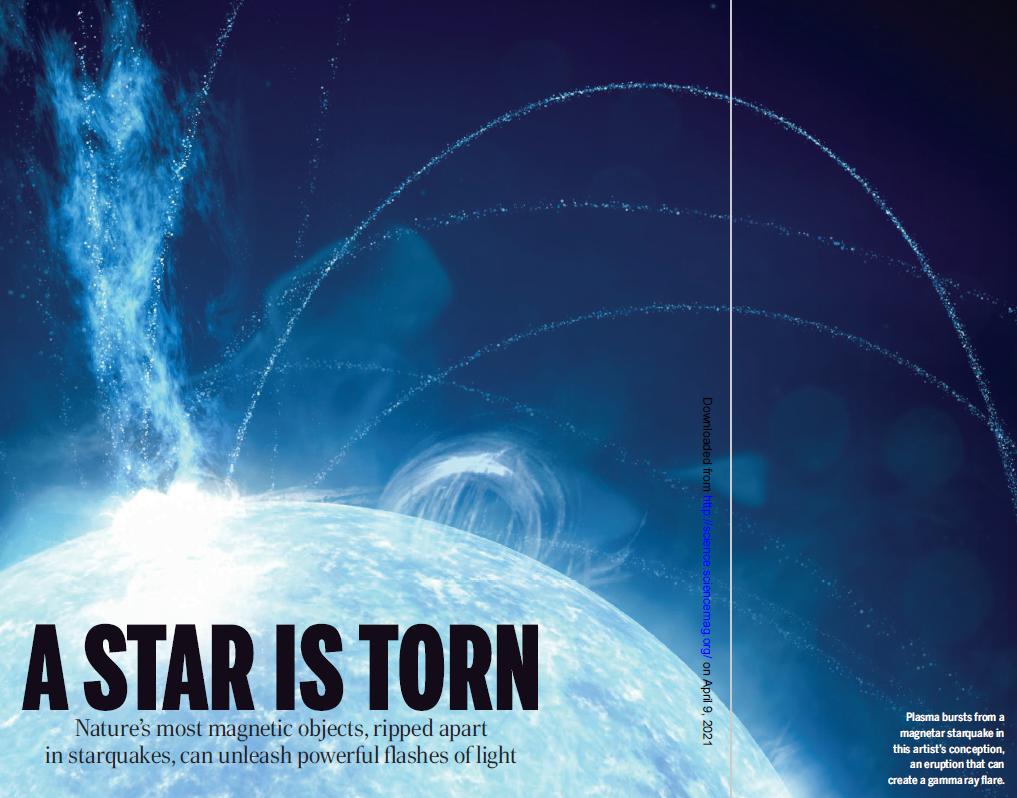 A STAR IS TORN
Nature's most magnetic objects, ripped apart
in starquakes, can unleash powerful flashes of light
Downloaded from http://science.sciencemag.org/ on April 9, 2021
Plasma bursts from a
magnetar starquake in
this artist's conception,
an eruption that can
create a gamma ray flare.